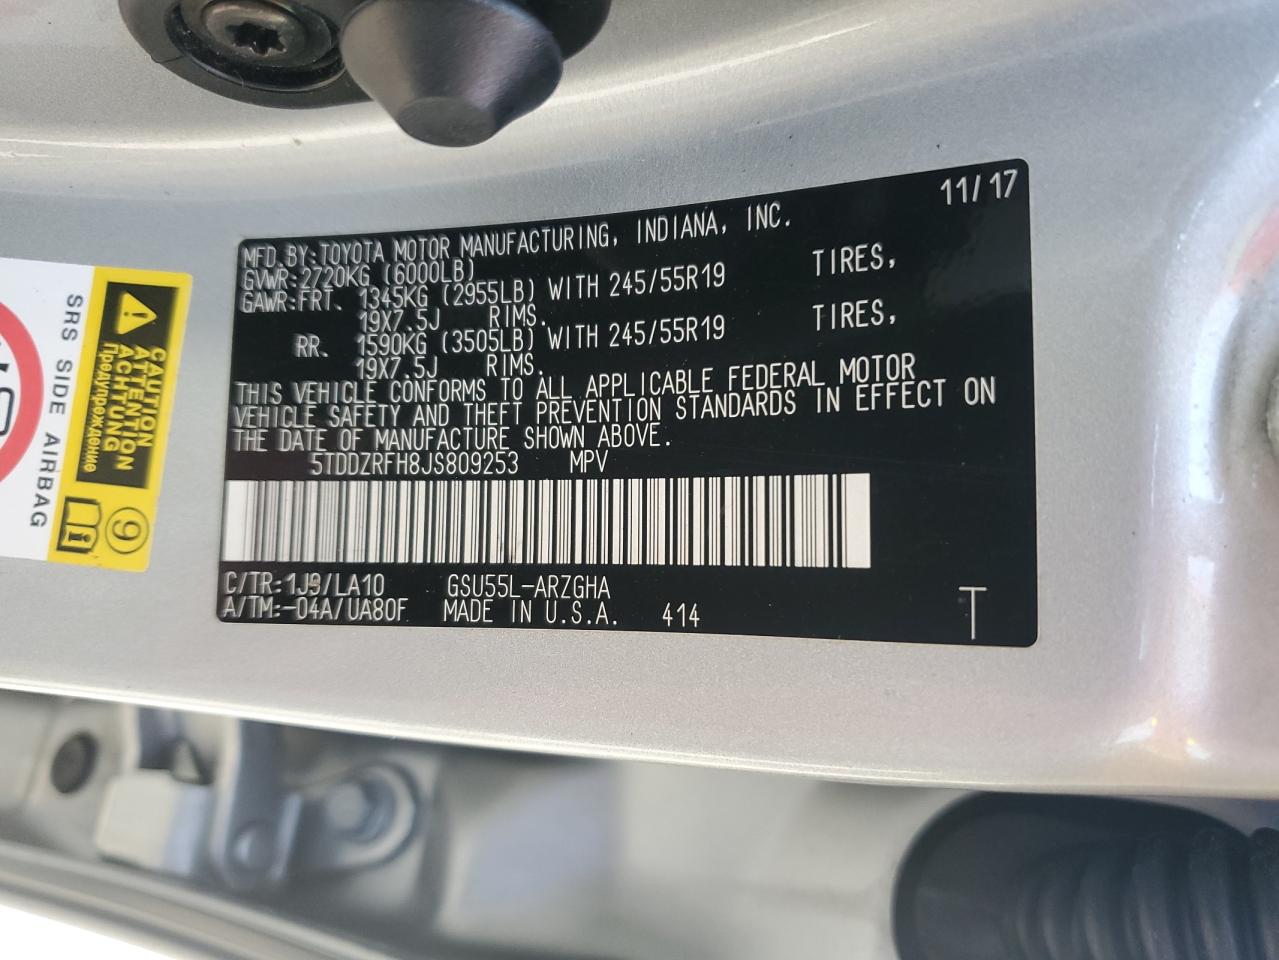 11/17
MFD. BY: TOYOTA MOTOR MANUFACTURING, INDIANA, INC.
GVWR: 2720KG (6000LB)
GAWR: FRT. 1345KG (2955LB) WITH 245/55R19 TIRES,
19X7.5J RIMS.
RR. 1590KG (3505LB) WITH 245/55R19 TIRES,
19X7.5J RIMS.
THIS VEHICLE CONFORMS TO ALL APPLICABLE FEDERAL MOTOR
VEHICLE SAFETY AND THEFT PREVENTION STANDARDS IN EFFECT ON
THE DATE OF MANUFACTURE SHOWN ABOVE.
5TDDZRFH8JS809253 MPV
C/TR: 1J9/LA10 GSU55L-ARZGHA
A/TM: -04A/UA80F MADE IN U.S.A. 414
T
CAUTION
ATTENTION
ACHTUNG
Предупреждение
9
SRS SIDE AIRBAG